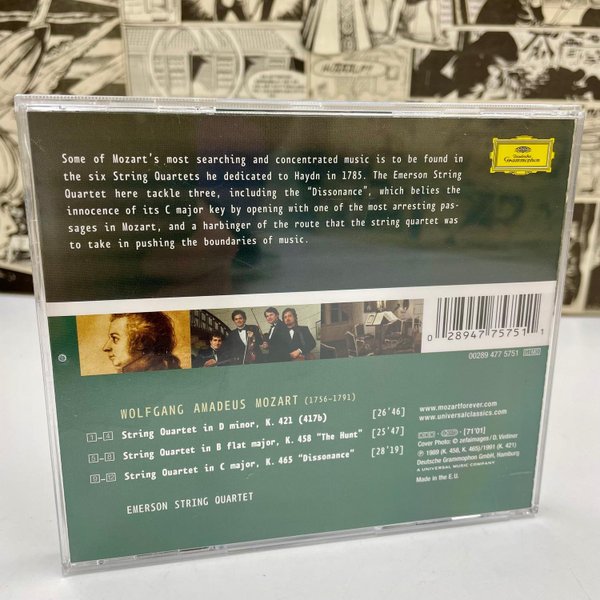 Some of Mozart's most searching and concentrated music is to be found in
the six String Quartets he dedicated to Haydn in 1785. The Emerson String
Quartet here tackle three, including the "Dissonance", which belies the
innocence of its C major key by opening with one of the most arresting pas-
sages in Mozart, and a harbinger of the route that the string quartet was
to take in pushing the boundaries of music.
Deutsche
Grammophon
0 28947 75751 1
00289 477 5751
WOLFGANG AMADEUS MOZART (1756–1791)
1–4 String Quartet in D minor, K. 421 (417b) [26'46]
5–8 String Quartet in B flat major, K. 458 "The Hunt" [25'47]
9–12 String Quartet in C major, K. 465 "Dissonance" [28'19]
EMERSON STRING QUARTET
www.mozartforever.com
www.universalclassics.com
[71'01]
Cover Photo: © zefaimages / D. Viediner
Ⓟ 1989 (K. 458, K. 465)/1991 (K. 421)
Deutsche Grammophon GmbH, Hamburg
A UNIVERSAL MUSIC COMPANY
Made in the E. U.